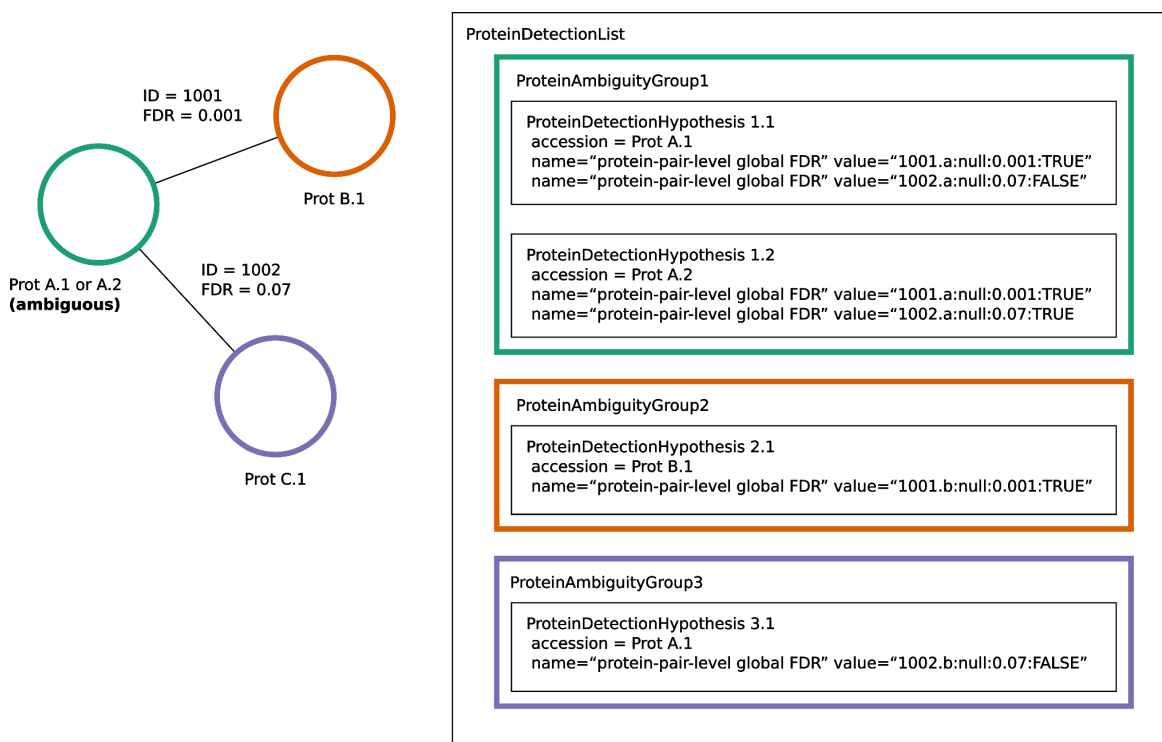 ID = 1001
FDR = 0.001
Prot B.1
Prot A.1 or A.2
(ambiguous)
ID = 1002
FDR = 0.07
Prot C.1
ProteinDetectionList
ProteinAmbiguityGroup1
ProteinDetectionHypothesis 1.1
accession = Prot A.1
name=“protein-pair-level global FDR” value=“1001.a:null:0.001:TRUE”
name=“protein-pair-level global FDR” value=“1002.a:null:0.07:FALSE”
ProteinDetectionHypothesis 1.2
accession = Prot A.2
name=“protein-pair-level global FDR” value=“1001.a:null:0.001:TRUE”
name=“protein-pair-level global FDR” value=“1002.a:null:0.07:TRUE
ProteinAmbiguityGroup2
ProteinDetectionHypothesis 2.1
accession = Prot B.1
name=“protein-pair-level global FDR” value=“1001.b:null:0.001:TRUE”
ProteinAmbiguityGroup3
ProteinDetectionHypothesis 3.1
accession = Prot A.1
name=“protein-pair-level global FDR” value=“1002.b:null:0.07:FALSE”